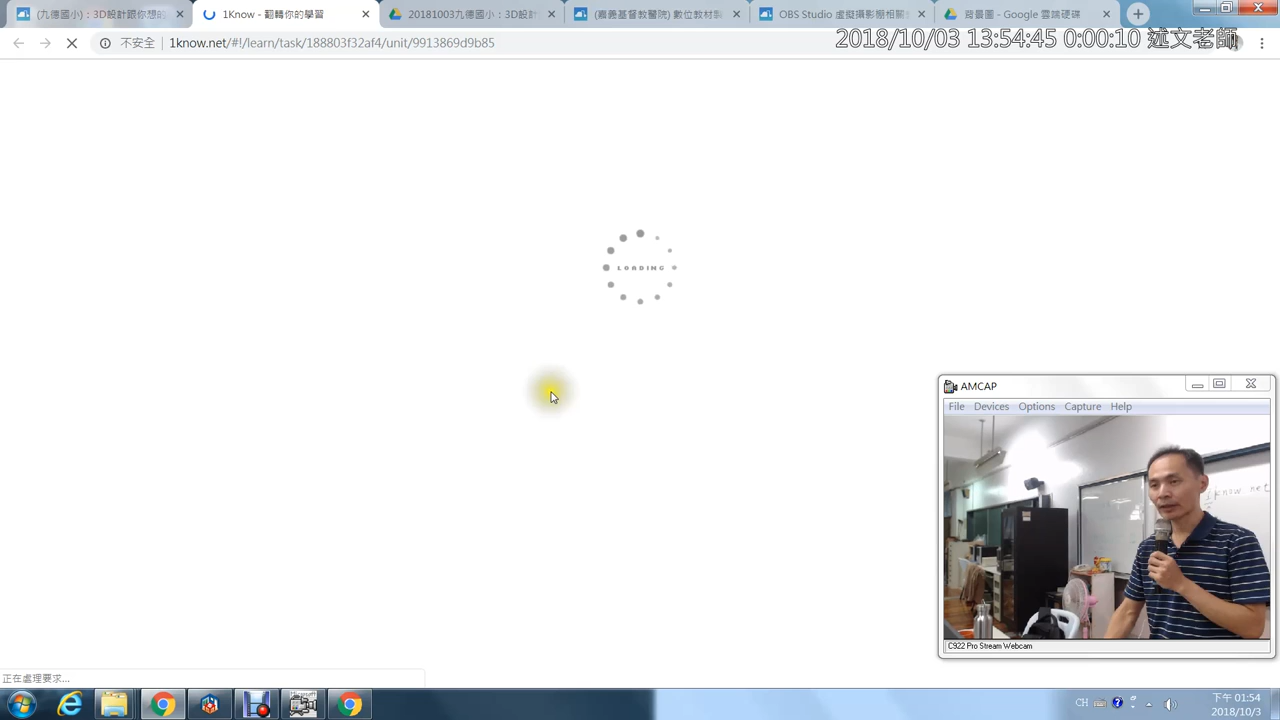 (九德國小)：3D設計跟你想的
1Know - 翻轉你的學習
20181003九德國小：3D設計
(嘉義基督教醫院) 數位教材製
OBS Studio 虛擬攝影棚相關
背景圖 - Google 雲端硬碟
不安全
1know.net/#!/learn/task/188803f32af4/unit/9913869d9b85
2018/10/03 13:54:45 0:00:10 述文老師
LOADING
AMCAP
File Devices Options Capture Help
1know net
C922 Pro Stream Webcam
正在處理要求...
CH
下午 01:54
2018/10/3